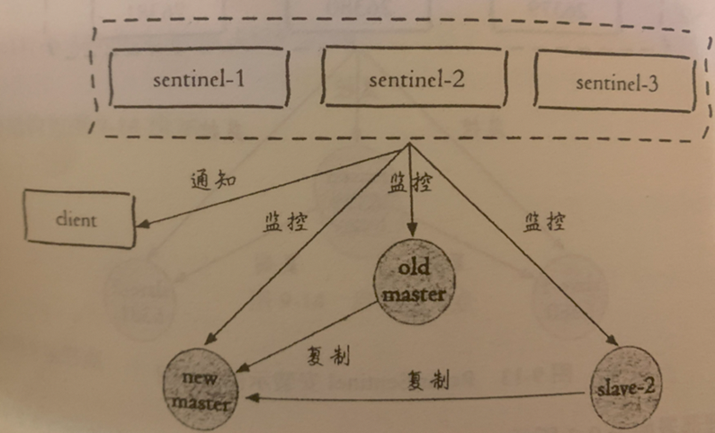 sentinel-1
sentinel-2
sentinel-3
通知
监控
client
监控
监控
old
master
复制
复制
new
master
slave-2